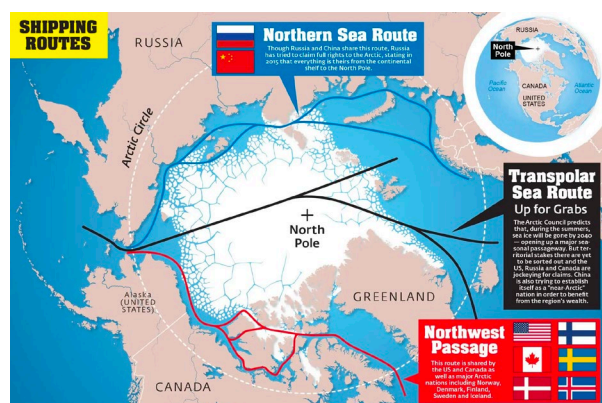 SHIPPING
ROUTES
RUSSIA
Northern Sea Route
Though Russia and China share this route, Russia
has tried to claim full rights to the Arctic, stating in
2015 that everything is theirs from the continental
shelf to the North Pole.
RUSSIA
North
Pole
Pacific
Ocean
CANADA
Atlantic
Ocean
UNITED
STATES
Arctic Circle
Transpolar
Sea Route
Up for Grabs
The Arctic Council predicts
that, during the summers,
sea ice will be gone by 2040
— opening up a major sea-
sonal passageway. But ter-
ritorial stakes there are yet
to be sorted out and the
US, Russia and Canada are
jockeying for claims. China
is also trying to establish
itself as a "near-Arctic"
nation in order to benefit
from the region's wealth.
+
North
Pole
Alaska
(UNITED
STATES)
GREENLAND
Northwest
Passage
This route is shared by
the US and Canada as
well as major Arctic
nations including Norway,
Denmark, Finland,
Sweden and Iceland.
CANADA